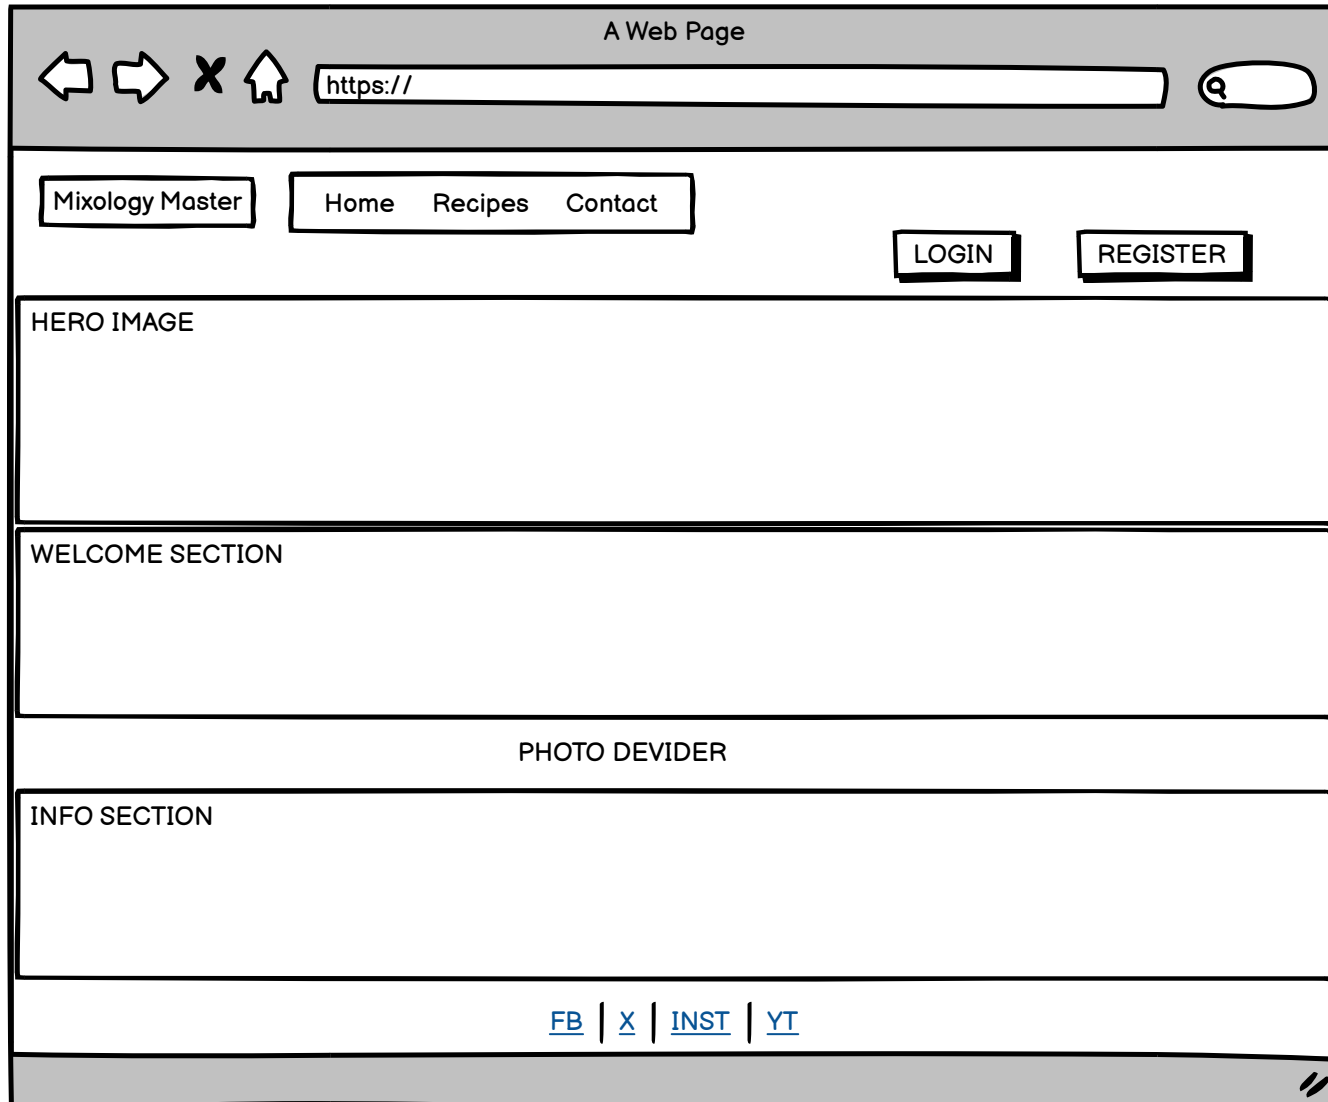 A Web Page
https://
Mixology Master
Home Recipes Contact
LOGIN REGISTER
HERO IMAGE
WELCOME SECTION
PHOTO DEVIDER
INFO SECTION
FB | X | INST | YT